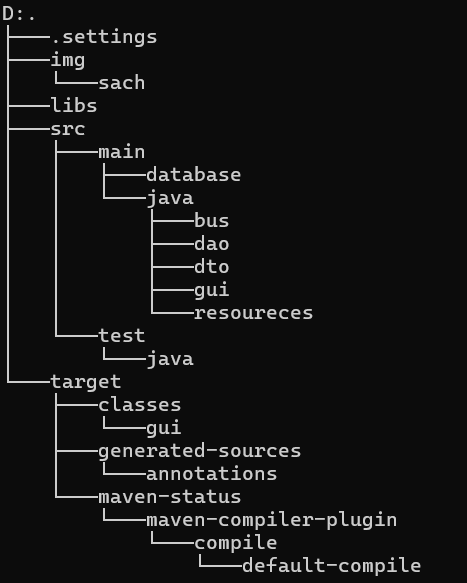 D:.
├───.settings
├───img
│   └───sach
├───libs
├───src
│   ├───main
│   │   ├───database
│   │   └───java
│   │       ├───bus
│   │       ├───dao
│   │       ├───dto
│   │       ├───gui
│   │       └───resoureces
│   └───test
│       └───java
└───target
    ├───classes
    │   └───gui
    ├───generated-sources
    │   └───annotations
    └───maven-status
        └───maven-compiler-plugin
            └───compile
                └───default-compile